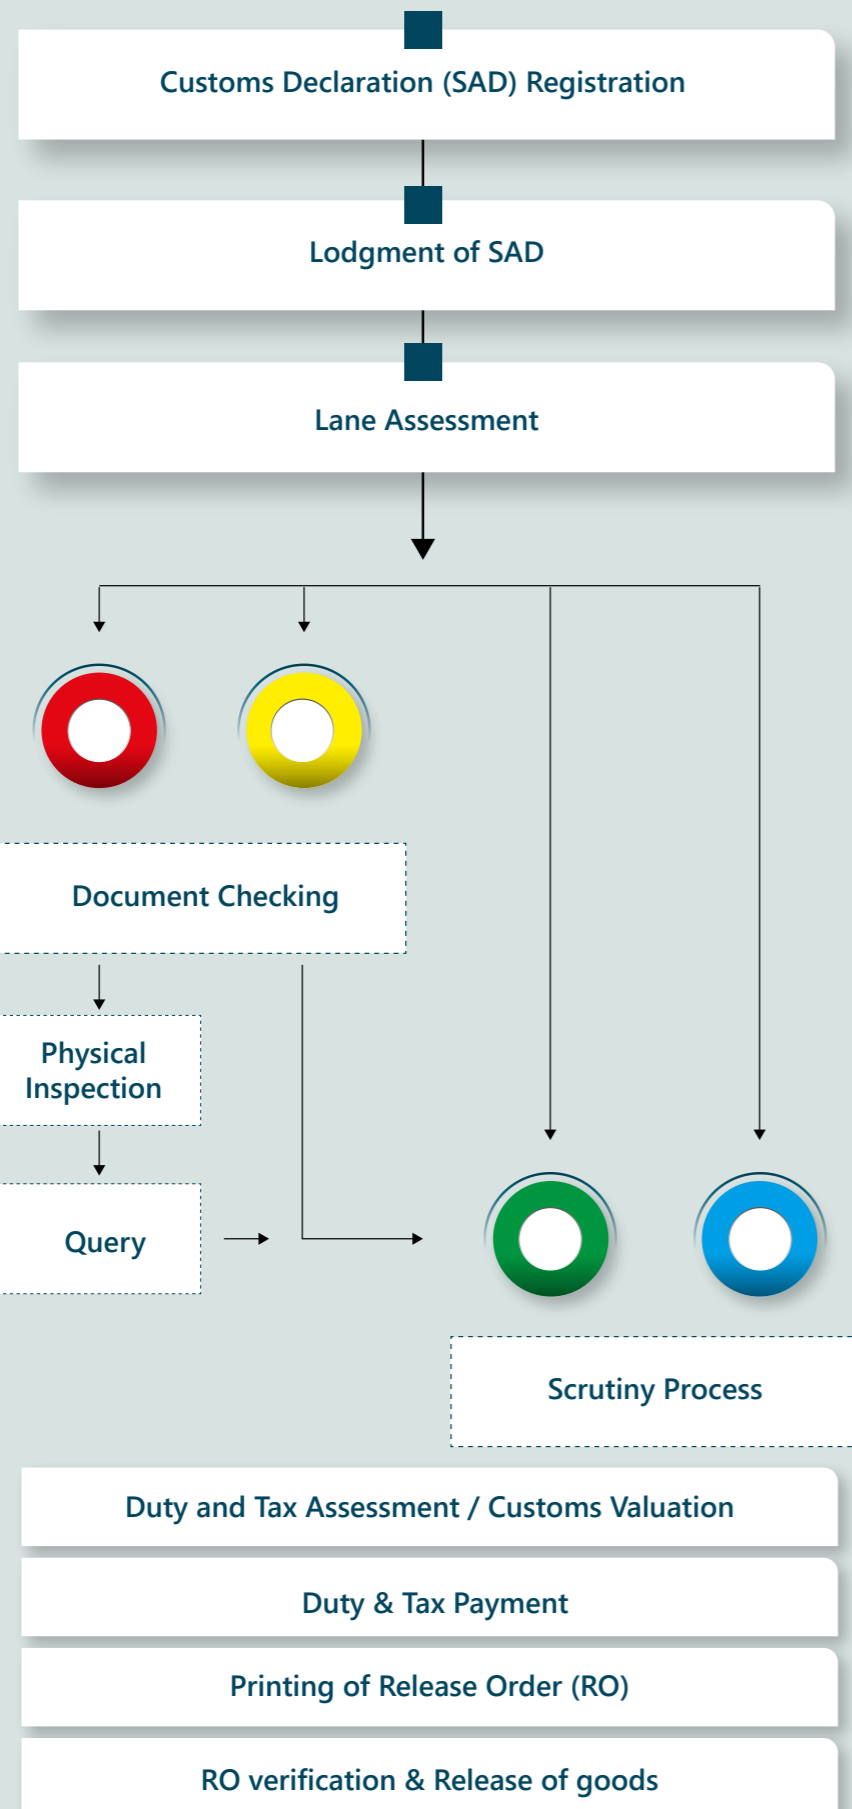 Customs Declaration (SAD) Registration
Lodgment of SAD
Lane Assessment
Document Checking
Physical
Inspection
Query
Scrutiny Process
Duty and Tax Assessment / Customs Valuation
Duty & Tax Payment
Printing of Release Order (RO)
RO verification & Release of goods